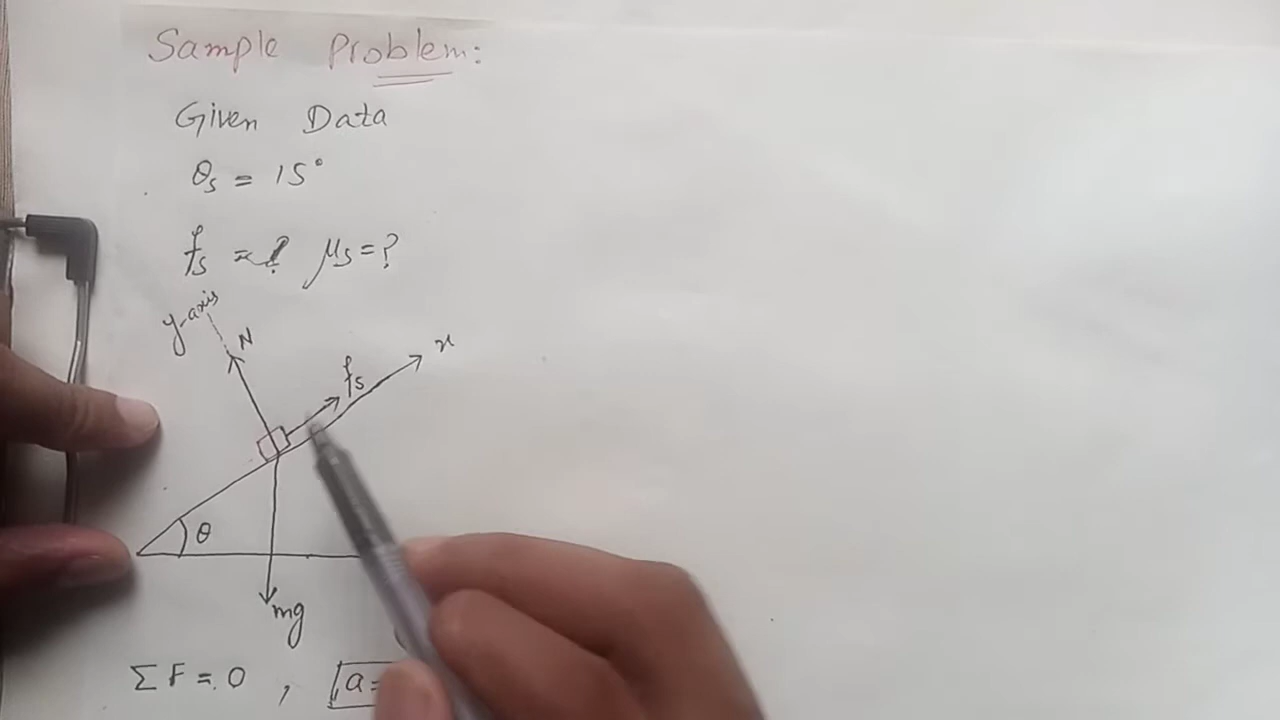 Sample Problem:
Given Data
θs = 15°
fs = ? μs = ?
y-axis
N
x
fs
θ
mg
ΣF = 0 , a =